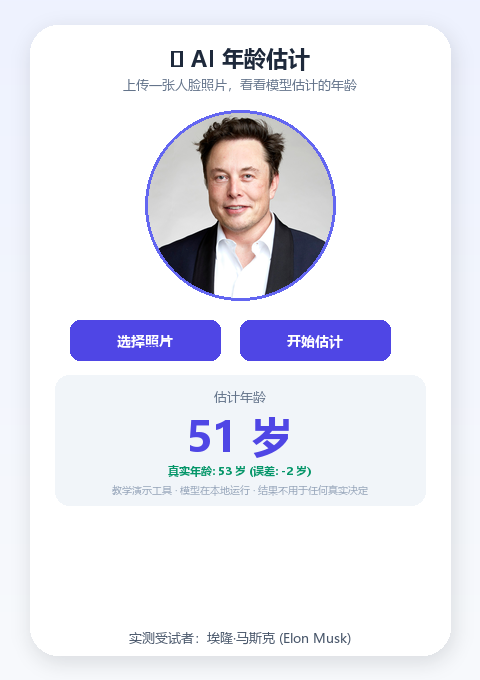 AI 年龄估计
上传一张人脸照片，看看模型估计的年龄
选择照片
开始估计
估计年龄
51 岁
真实年龄: 53 岁 (误差: -2 岁)
教学演示工具 · 模型在本地运行 · 结果不用于任何真实决定
实测受试者：埃隆·马斯克 (Elon Musk)